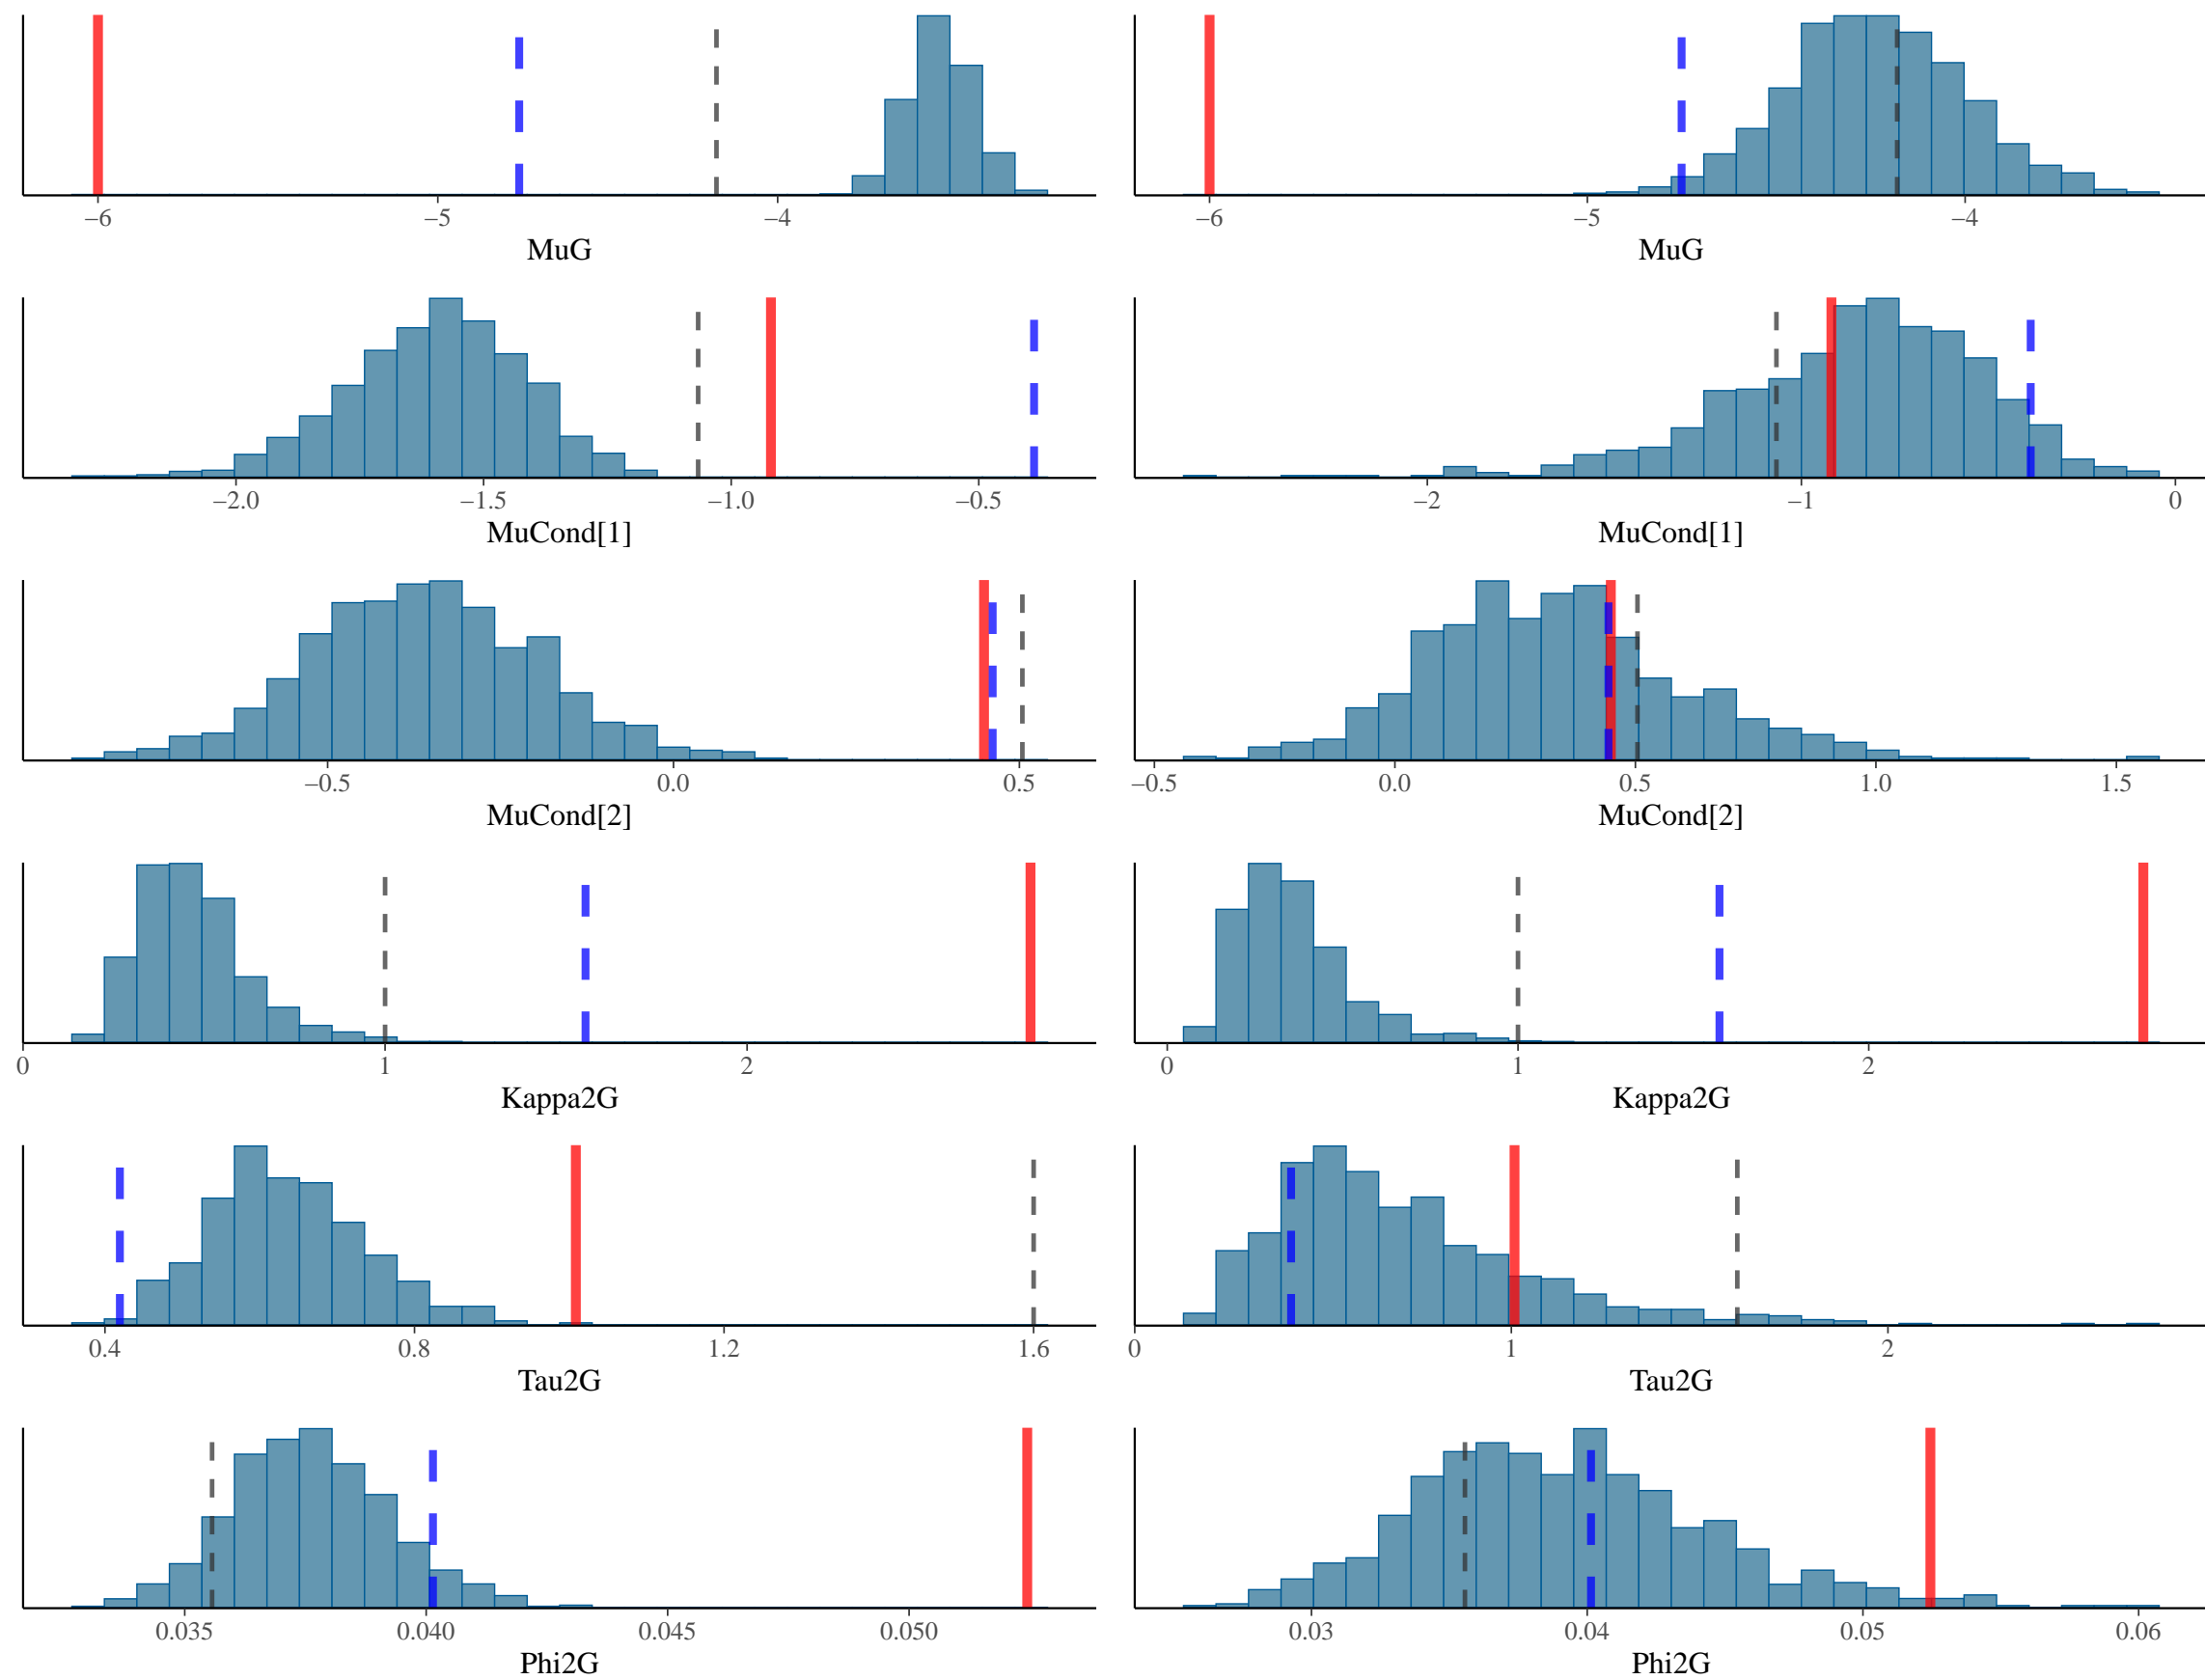 –6 –5 –4 –6 –5 –4
MuG MuG
–2.0 –1.5 –1.0 –0.5 –2 –1 0
MuCond[1] MuCond[1]
–0.5 0.0 0.5 –0.5 0.0 0.5 1.0 1.5
MuCond[2] MuCond[2]
0 1 2 0 1 2
Kappa2G Kappa2G
0.4 0.8 1.2 1.6 0 1 2
Tau2G Tau2G
0.035 0.040 0.045 0.050 0.03 0.04 0.05 0.06
Phi2G Phi2G